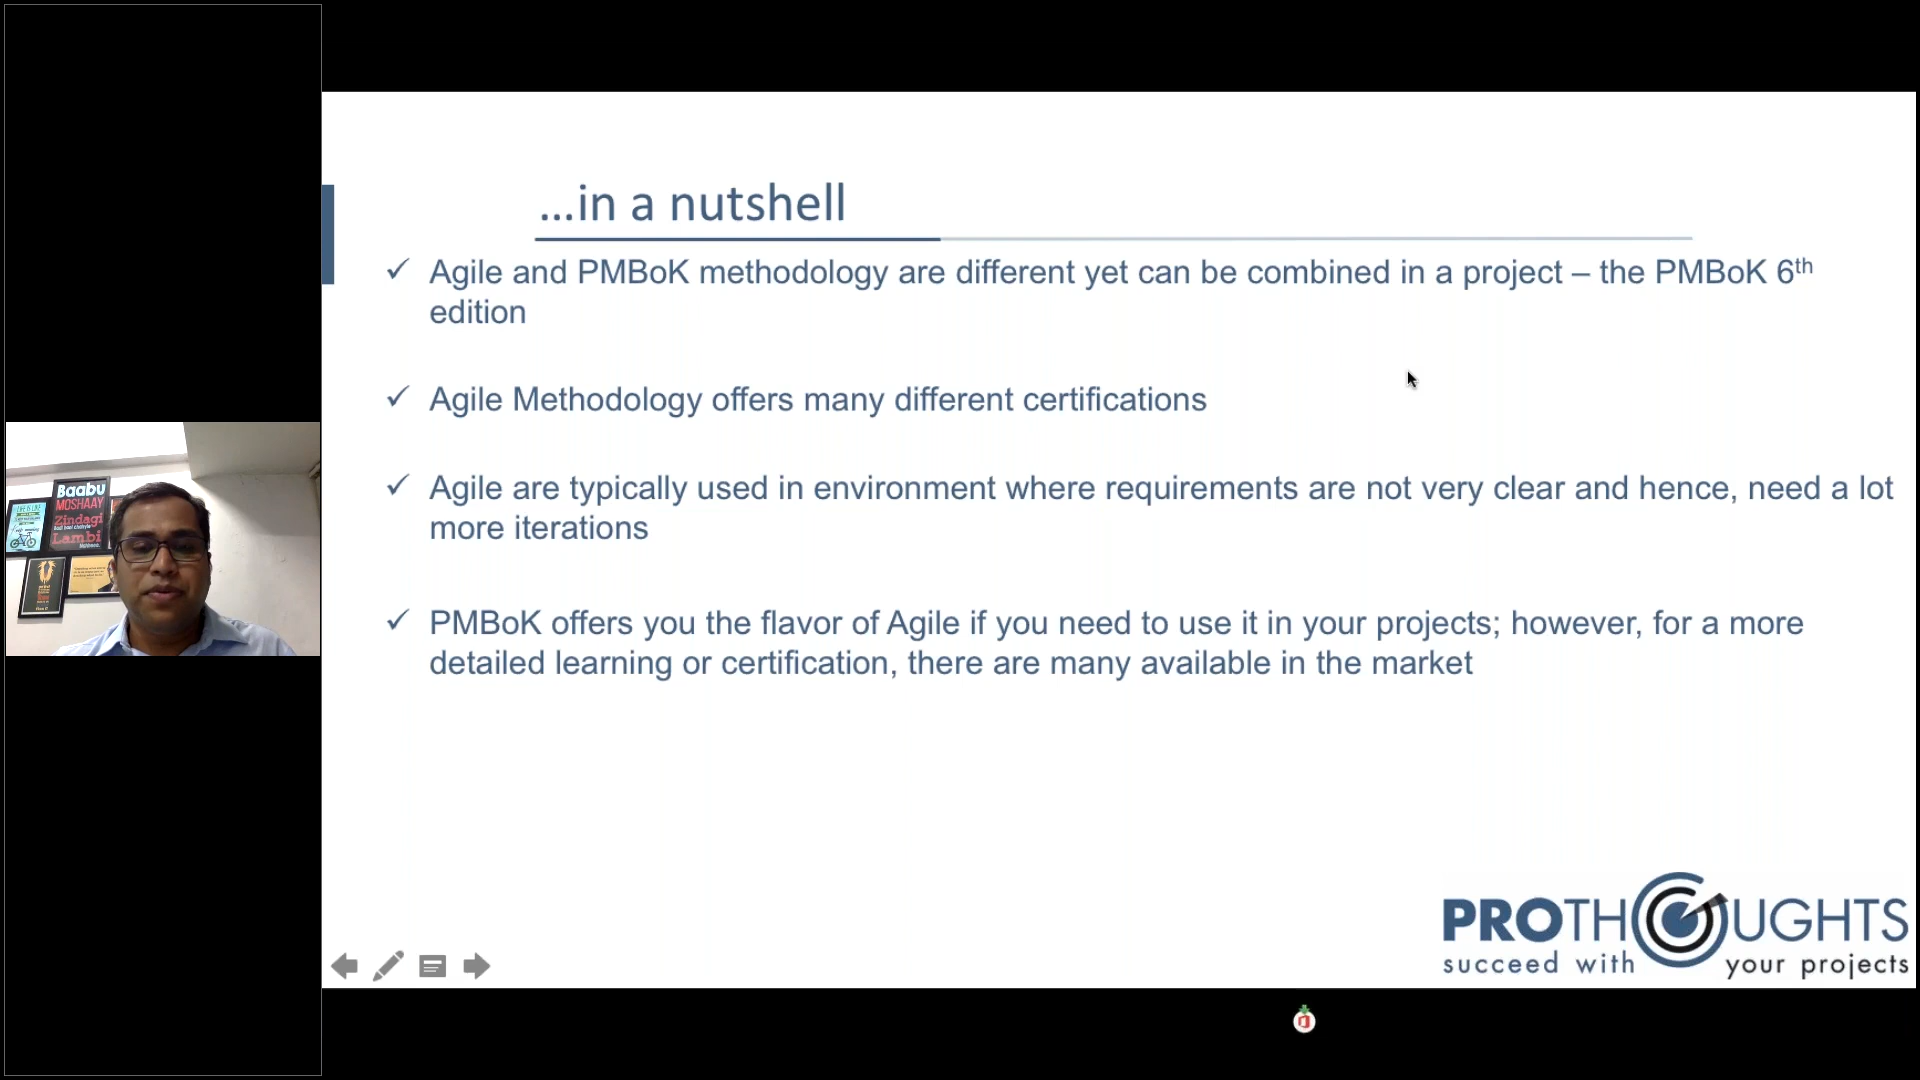 …in a nutshell
✓ Agile and PMBoK methodology are different yet can be combined in a project – the PMBoK 6th
edition
✓ Agile Methodology offers many different certifications
✓ Agile are typically used in environment where requirements are not very clear and hence, need a lot
more iterations
✓ PMBoK offers you the flavor of Agile if you need to use it in your projects; however, for a more
detailed learning or certification, there are many available in the market
Baabu
MOSHAAY
Zindagi
Lambi
PROTHOUGHTS
succeed with your projects